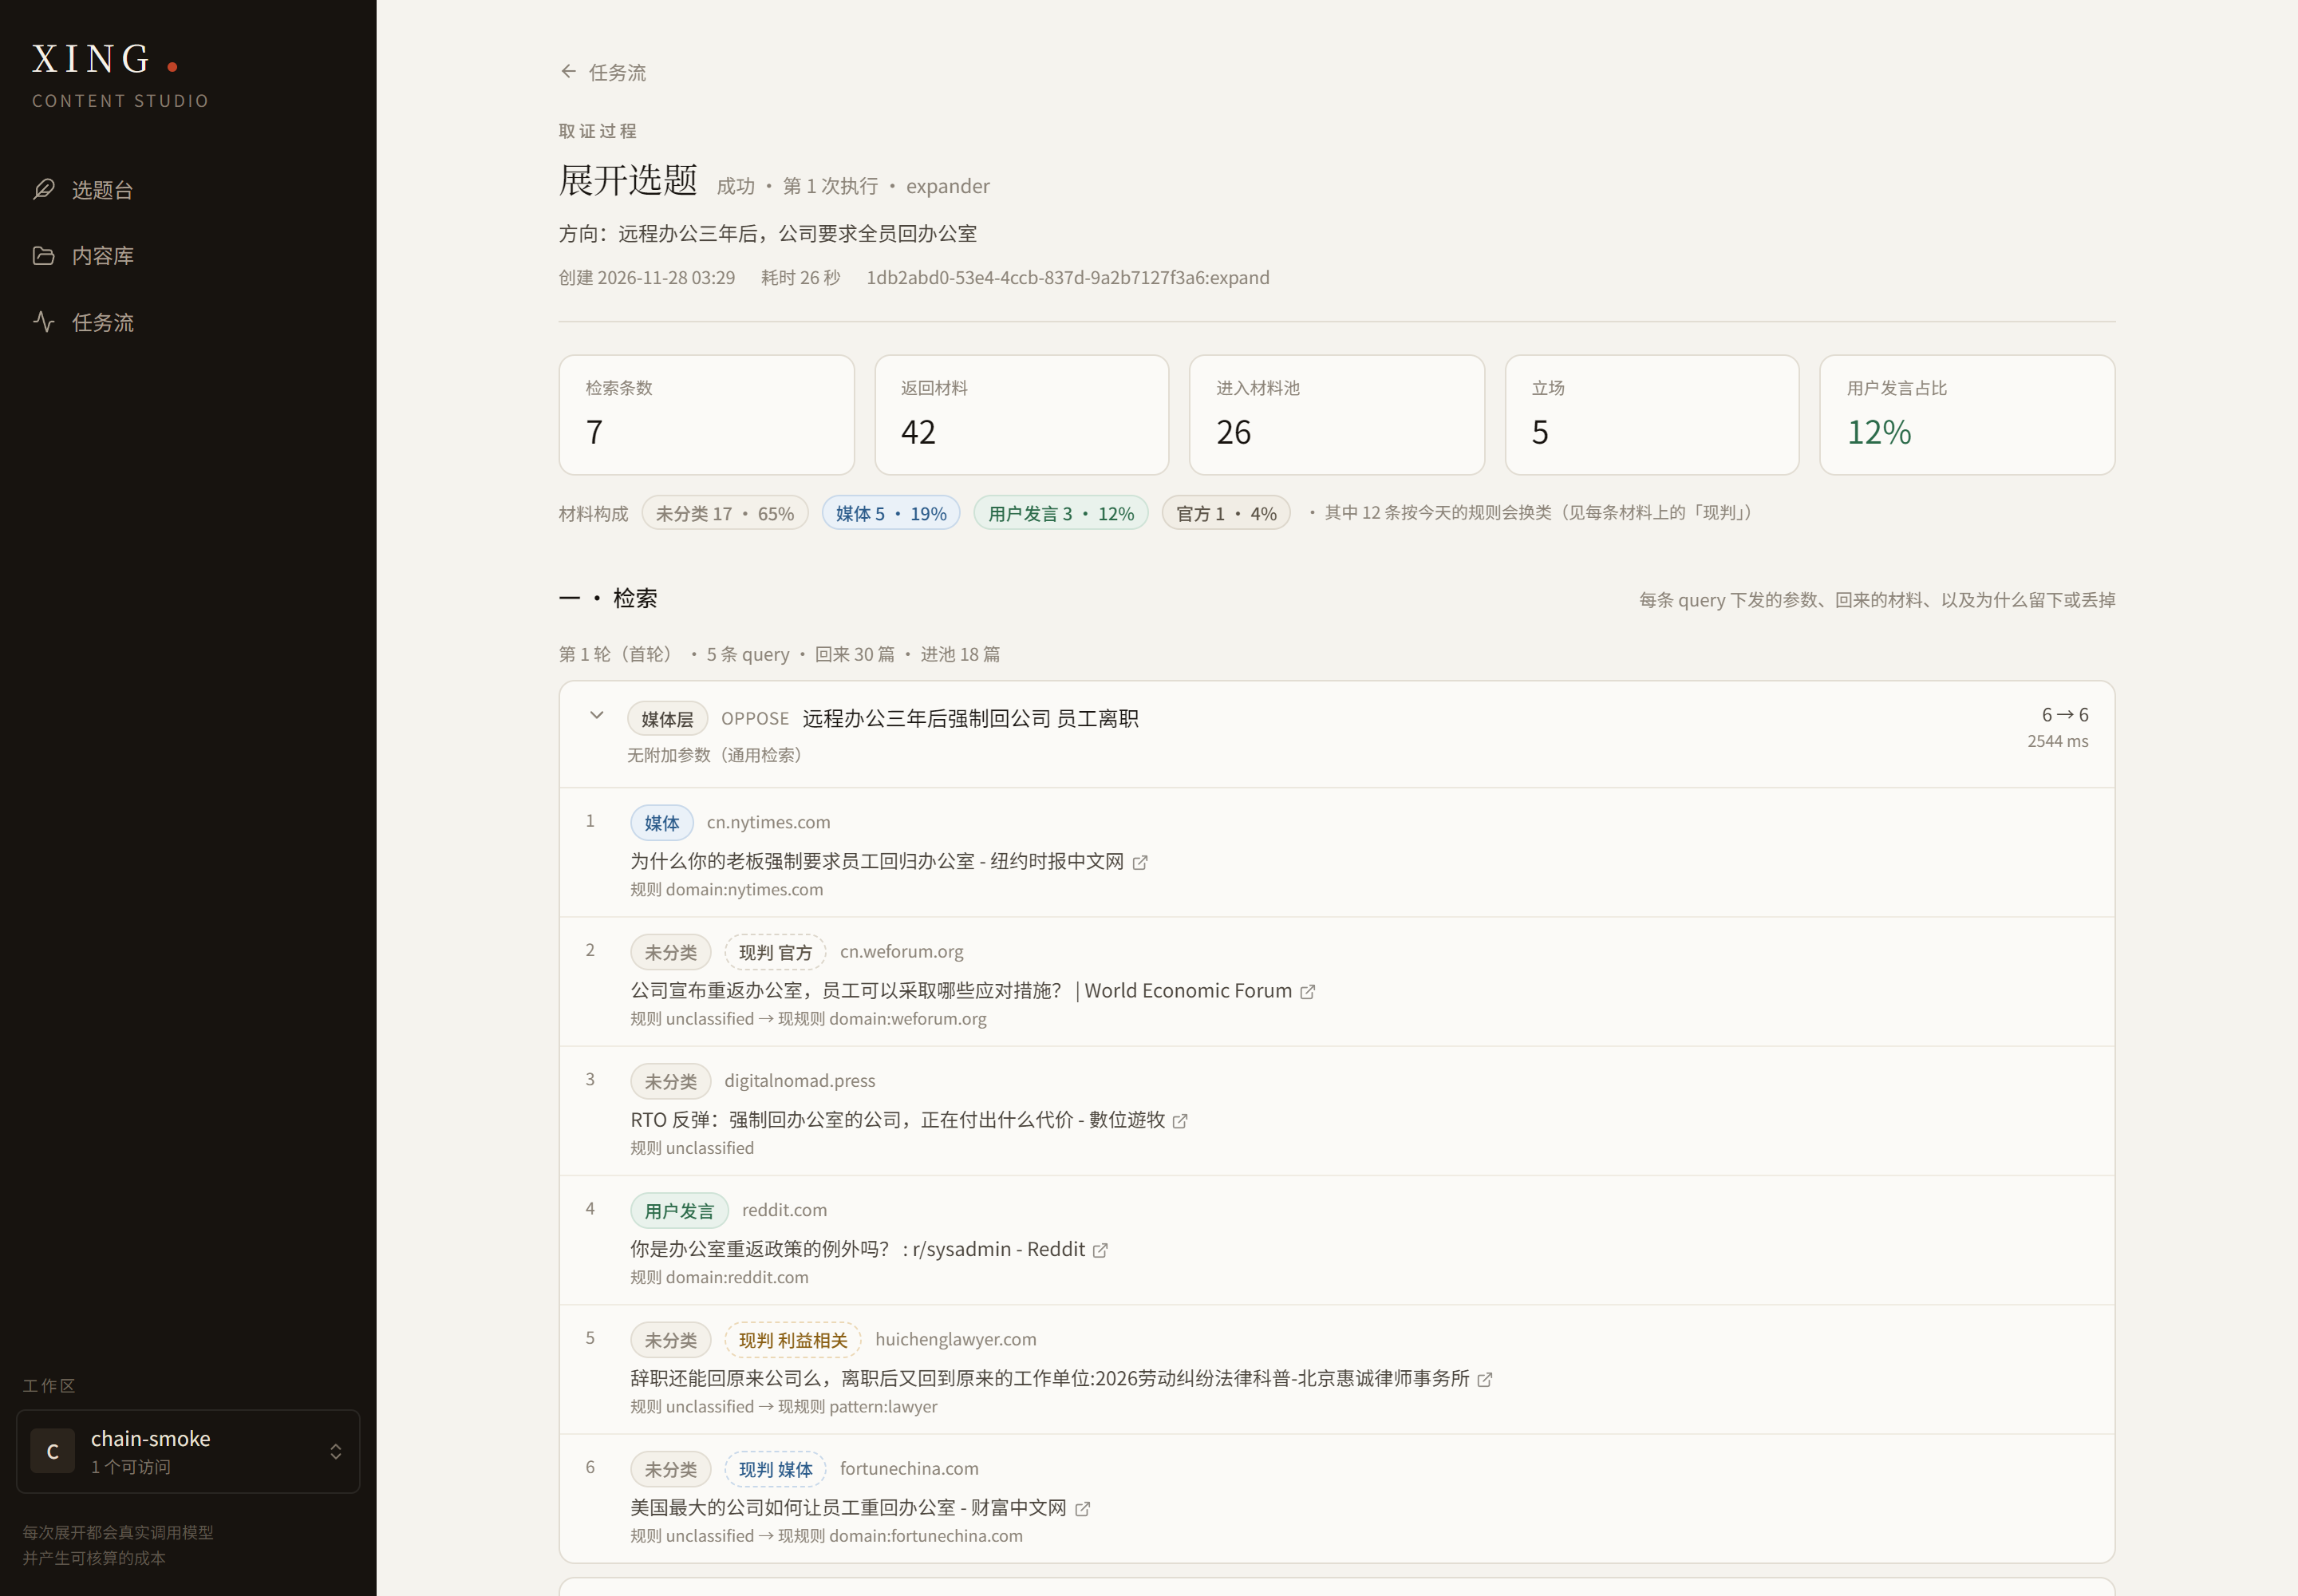 XING.
CONTENT STUDIO
选题台
内容库
任务流
工作区
C
chain-smoke
1 个可访问
每次展开都会真实调用模型
并产生可核算的成本
← 任务流
取证过程
展开选题 成功 · 第 1 次执行 · expander
方向：远程办公三年后，公司要求全员回办公室
创建 2026-11-28 03:29 耗时 26 秒 1db2abd0-53e4-4ccb-837d-9a2b7127f3a6:expand
检索条数
7
返回材料
42
进入材料池
26
立场
5
用户发言占比
12%
材料构成 未分类 17 · 65% 媒体 5 · 19% 用户发言 3 · 12% 官方 1 · 4% · 其中 12 条按今天的规则会换类（见每条材料上的「现判」）
一 · 检索 每条 query 下发的参数、回来的材料、以及为什么留下或丢掉
第 1 轮（首轮） · 5 条 query · 回来 30 篇 · 进池 18 篇
媒体层 OPPOSE 远程办公三年后强制回公司 员工离职 6 → 6
无附加参数（通用检索） 2544 ms
1 媒体 cn.nytimes.com
为什么你的老板强制要求员工回归办公室 - 纽约时报中文网
规则 domain:nytimes.com
2 未分类 现判 官方 cn.weforum.org
公司宣布重返办公室，员工可以采取哪些应对措施？ | World Economic Forum
规则 unclassified → 现规则 domain:weforum.org
3 未分类 digitalnomad.press
RTO 反弹：强制回办公室的公司，正在付出什么代价 - 數位遊牧
规则 unclassified
4 用户发言 reddit.com
你是办公室重返政策的例外吗？ : r/sysadmin - Reddit
规则 domain:reddit.com
5 未分类 现判 利益相关 huichenglawyer.com
辞职还能回原来公司么，离职后又回到原来的工作单位:2026劳动纠纷法律科普-北京惠诚律师事务所
规则 unclassified → 现规则 pattern:lawyer
6 未分类 现判 媒体 fortunechina.com
美国最大的公司如何让员工重回办公室 - 财富中文网
规则 unclassified → 现规则 domain:fortunechina.com